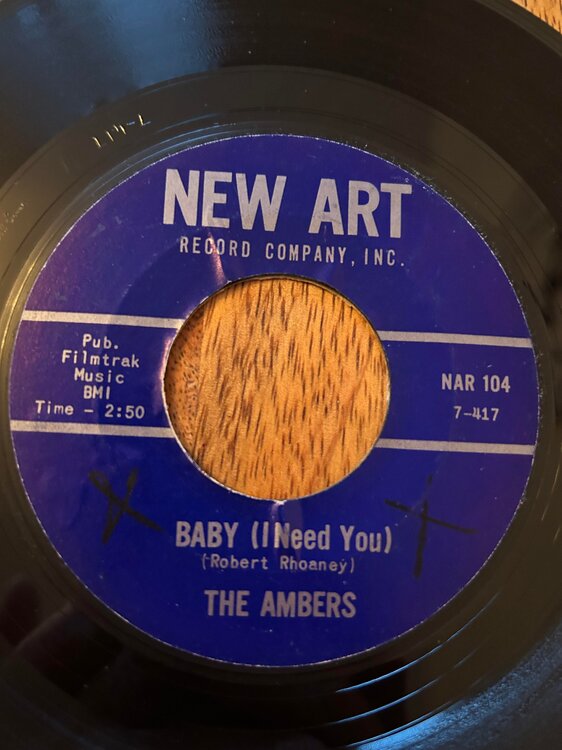 NEW ART
RECORD COMPANY, INC.
Pub.
Filmtrak
Music
BMI
Time - 2:50
NAR 104
7-417
BABY (I Need You)
(Robert Rhoaney)
THE AMBERS